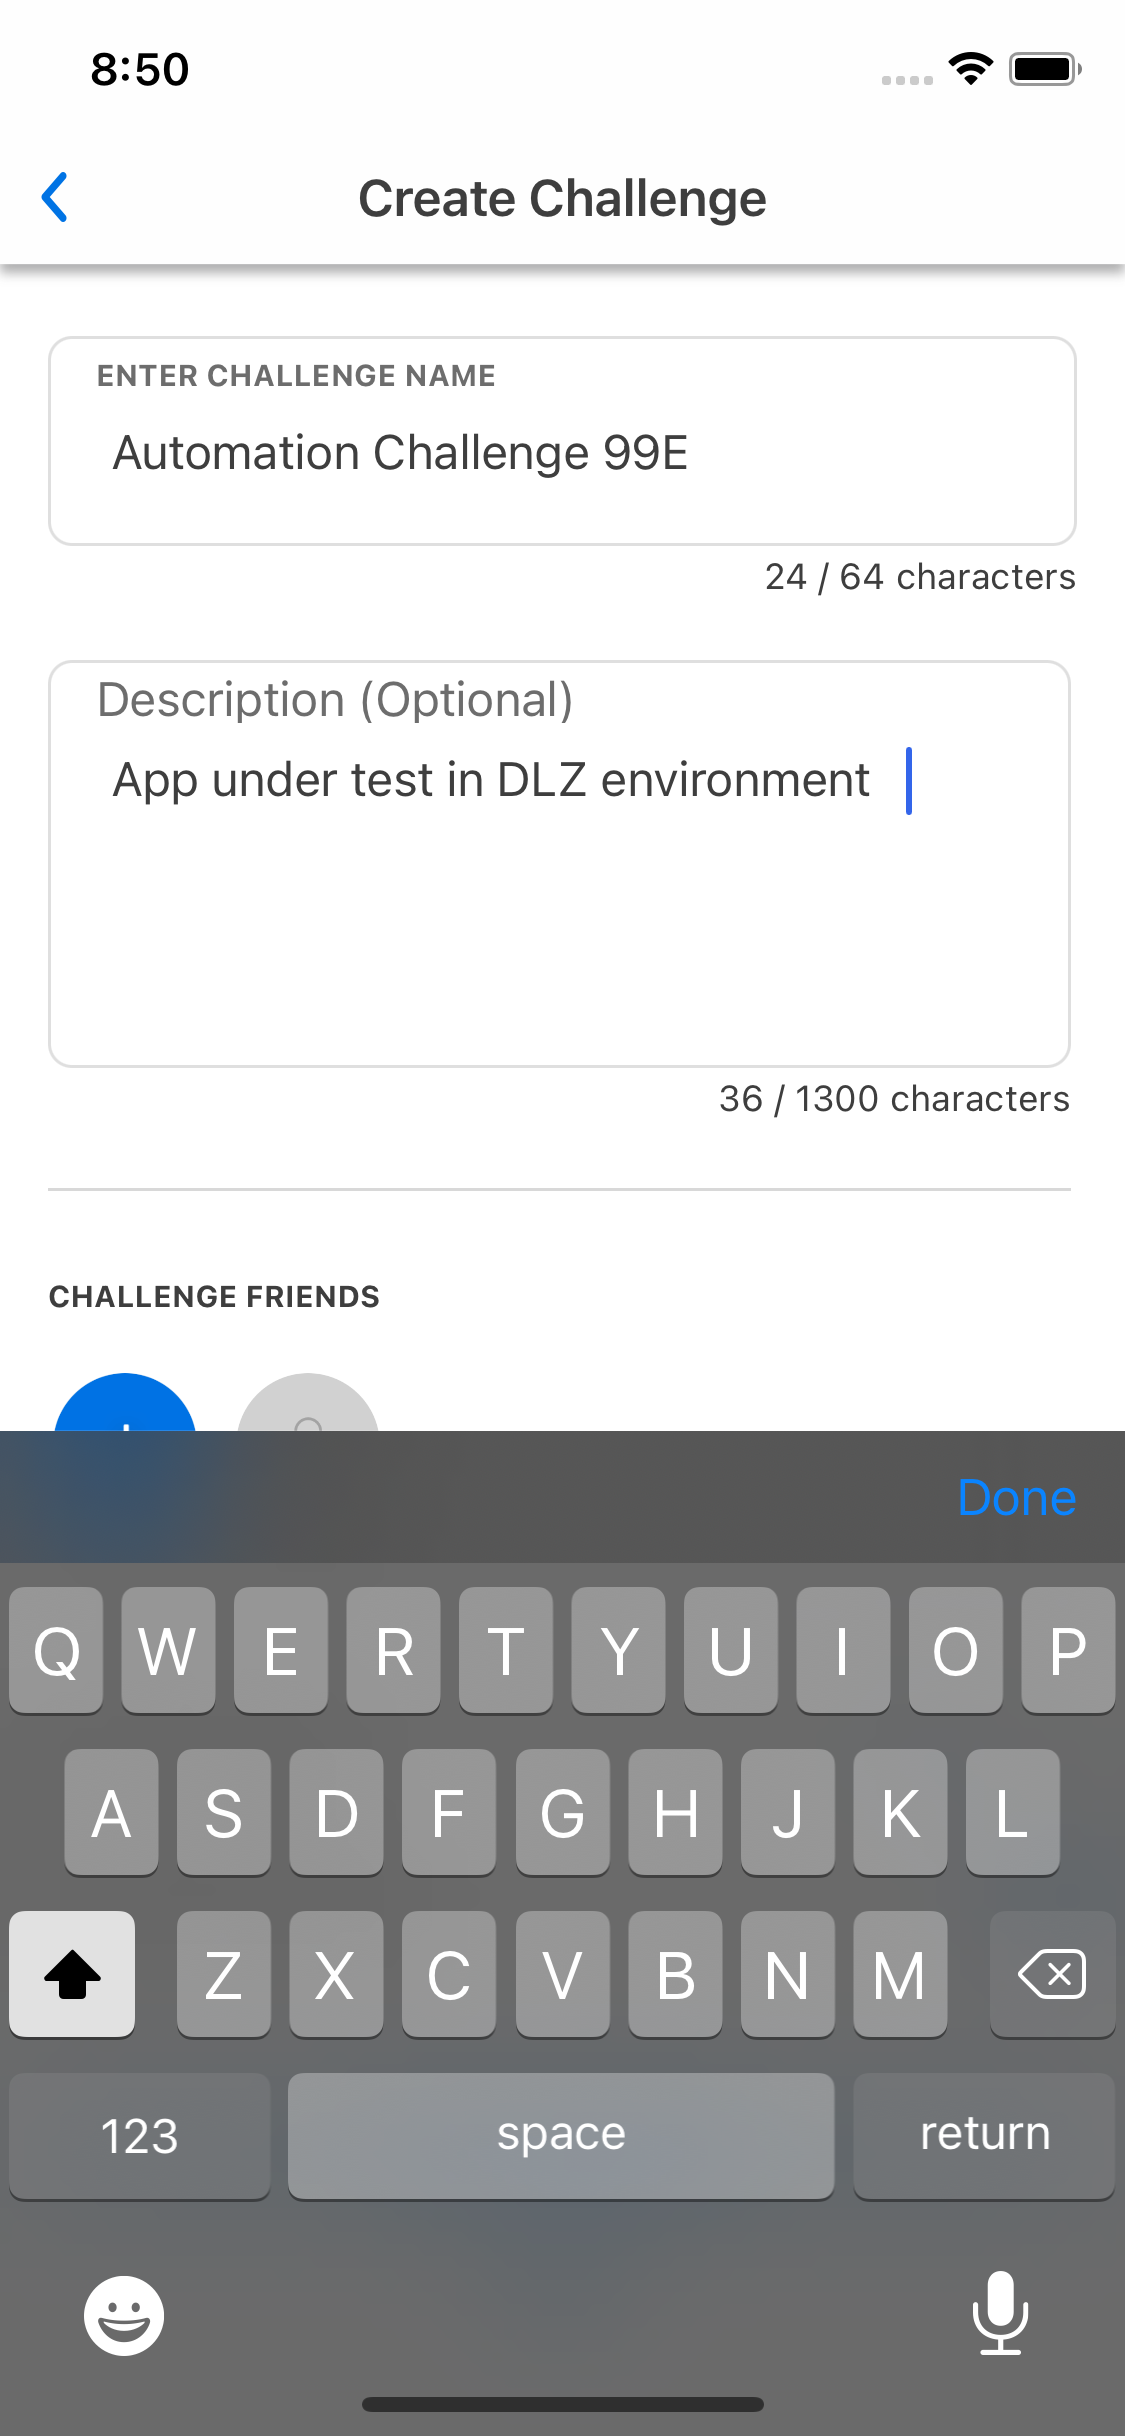 8:50
Create Challenge
ENTER CHALLENGE NAME
Automation Challenge 99E
24 / 64 characters
Description (Optional)
App under test in DLZ environment
36 / 1300 characters
CHALLENGE FRIENDS
Done
Q W E R T Y U I O P
A S D F G H J K L
Z X C V B N M
123 space return